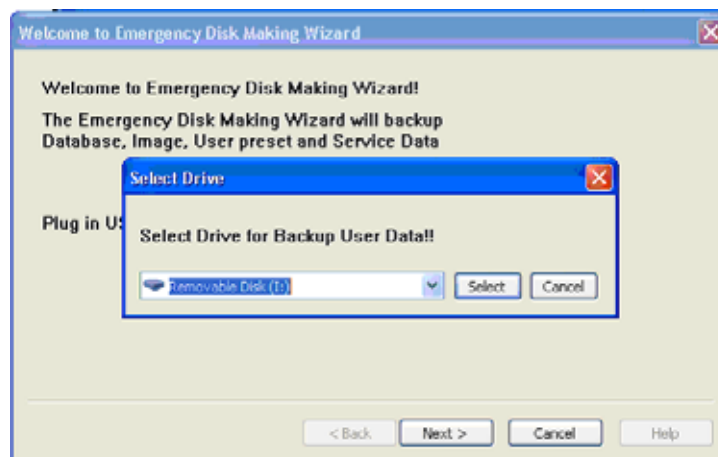 Welcome to Emergency Disk Making Wizard
Welcome to Emergency Disk Making Wizard!
The Emergency Disk Making Wizard will backup
Database, Image, User preset and Service Data
Select Drive
Plug in
Select Drive for Backup User Data!!
Removable Disk (I:)
Select
Cancel
< Back
Next >
Cancel
Help